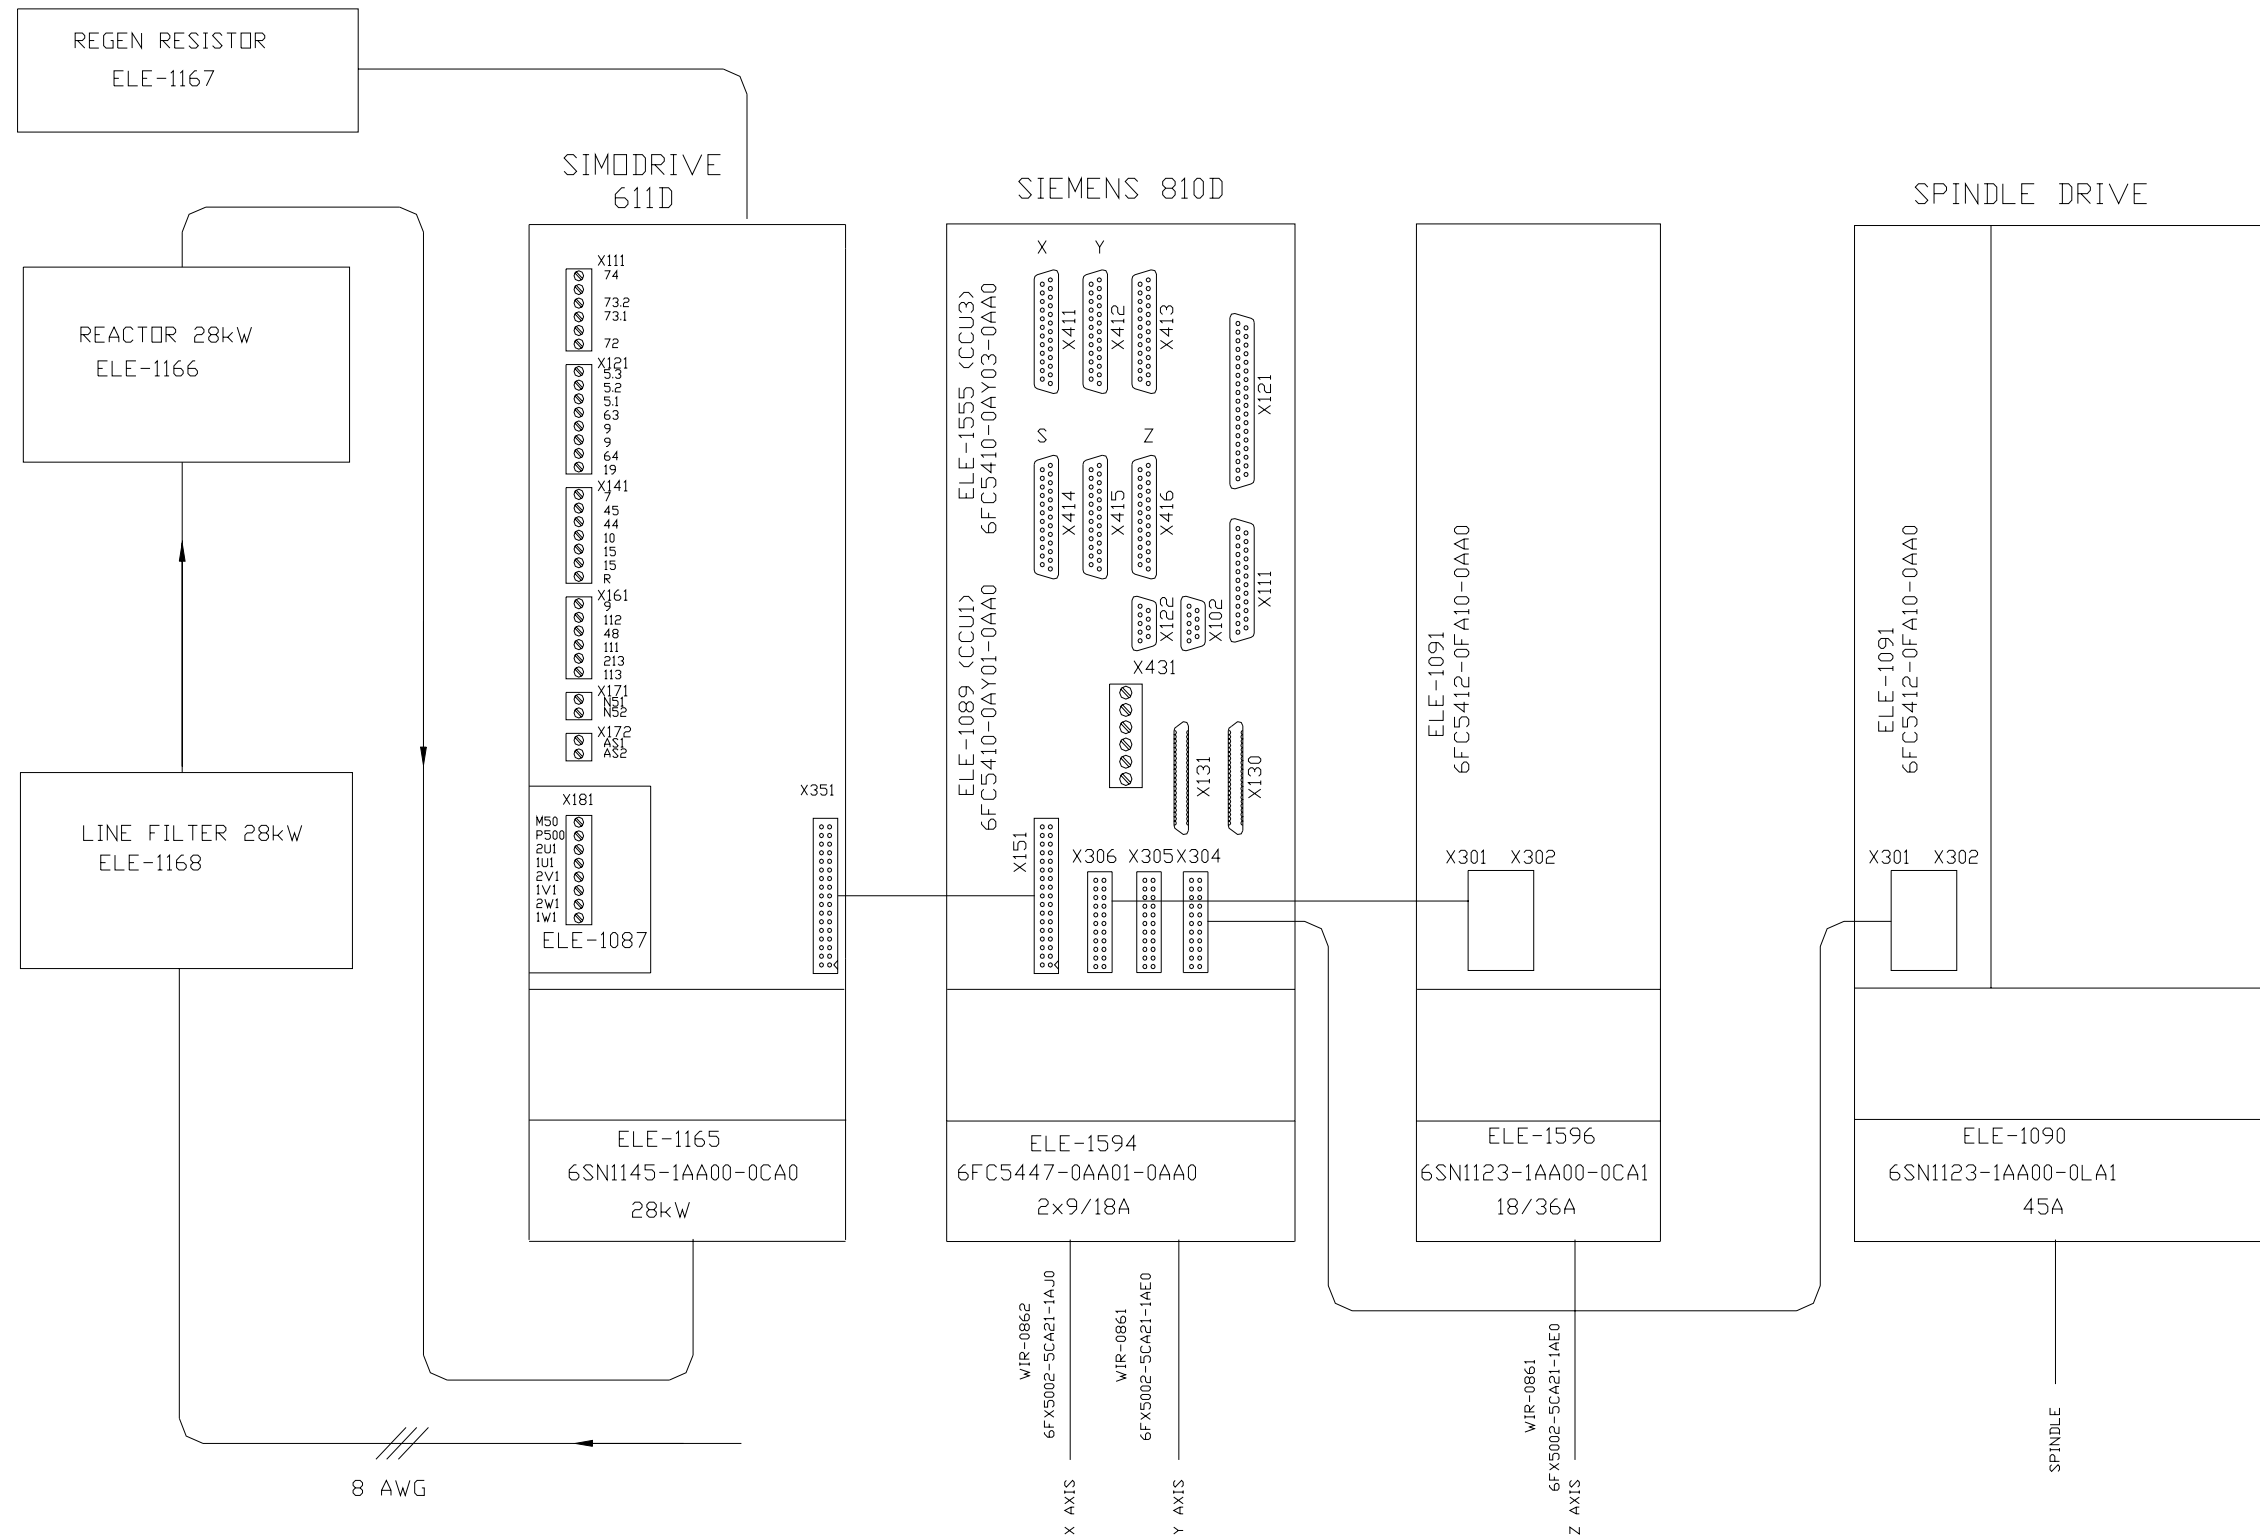 REGEN RESISTOR
ELE-1167
REACTOR 28kW
ELE-1166
LINE FILTER 28kW
ELE-1168
8 AWG
SIMODRIVE
611D
X111
74
73.2
73.1
72
X121
5.3
5.2
5.1
63
9
9
64
19
X141
7
45
44
10
15
15
R
X161
9
112
48
111
213
113
X171
NS1
NS2
X172
AS1
AS2
X181
M50
P500
2U1
1U1
2V1
1V1
2W1
1W1
ELE-1087
X351
ELE-1165
6SN1145-1AA00-0CA0
28kW
SIEMENS 810D
X Y
X411
X412
X413
X121
ELE-1555 (CCU3)
6FC5410-0AY03-0AA0
S Z
X414
X415
X416
X111
ELE-1089 (CCU1)
6FC5410-0AY01-0AA0
X122
X102
X431
X131
X130
X151
X306 X305 X304
ELE-1594
6FC5447-0AA01-0AA0
2x9/18A
WIR-0862
6FX5002-5CA21-1AJ0
X AXIS
WIR-0861
6FX5002-5CA21-1AE0
Y AXIS
ELE-1091
6FC5412-0FA10-0AA0
X301 X302
ELE-1596
6SN1123-1AA00-0CA1
18/36A
WIR-0861
6FX5002-5CA21-1AE0
Z AXIS
SPINDLE DRIVE
ELE-1091
6FC5412-0FA10-0AA0
X301 X302
ELE-1090
6SN1123-1AA00-0LA1
45A
SPINDLE